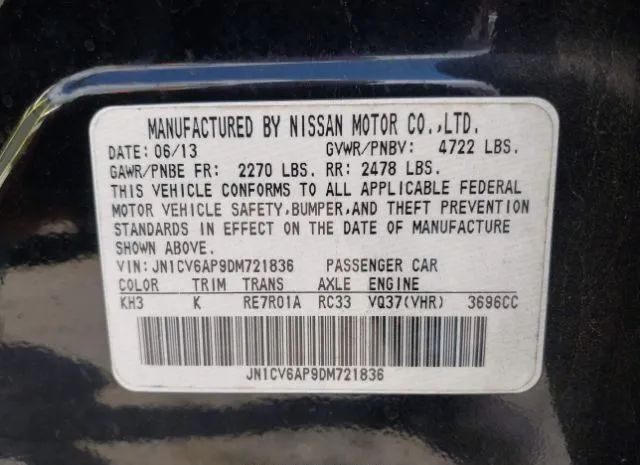 MANUFACTURED BY NISSAN MOTOR CO.,LTD.
DATE: 06/13 GVWR/PNBV: 4722 LBS.
GAWR/PNBE FR: 2270 LBS. RR: 2478 LBS.
THIS VEHICLE CONFORMS TO ALL APPLICABLE FEDERAL
MOTOR VEHICLE SAFETY,BUMPER,AND THEFT PREVENTION
STANDARDS IN EFFECT ON THE DATE OF MANUFACTURE
SHOWN ABOVE.
VIN: JN1CV6AP9DM721836 PASSENGER CAR
COLOR TRIM TRANS AXLE ENGINE
KH3 K RE7R01A RC33 VQ37(VHR) 3696CC
JN1CV6AP9DM721836